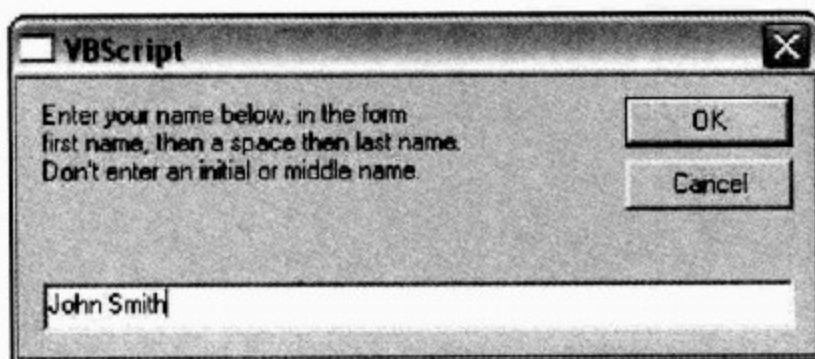 VBScript
Enter your name below, in the form
first name, then a space then last name.
Don't enter an initial or middle name.
OK
Cancel
John Smith